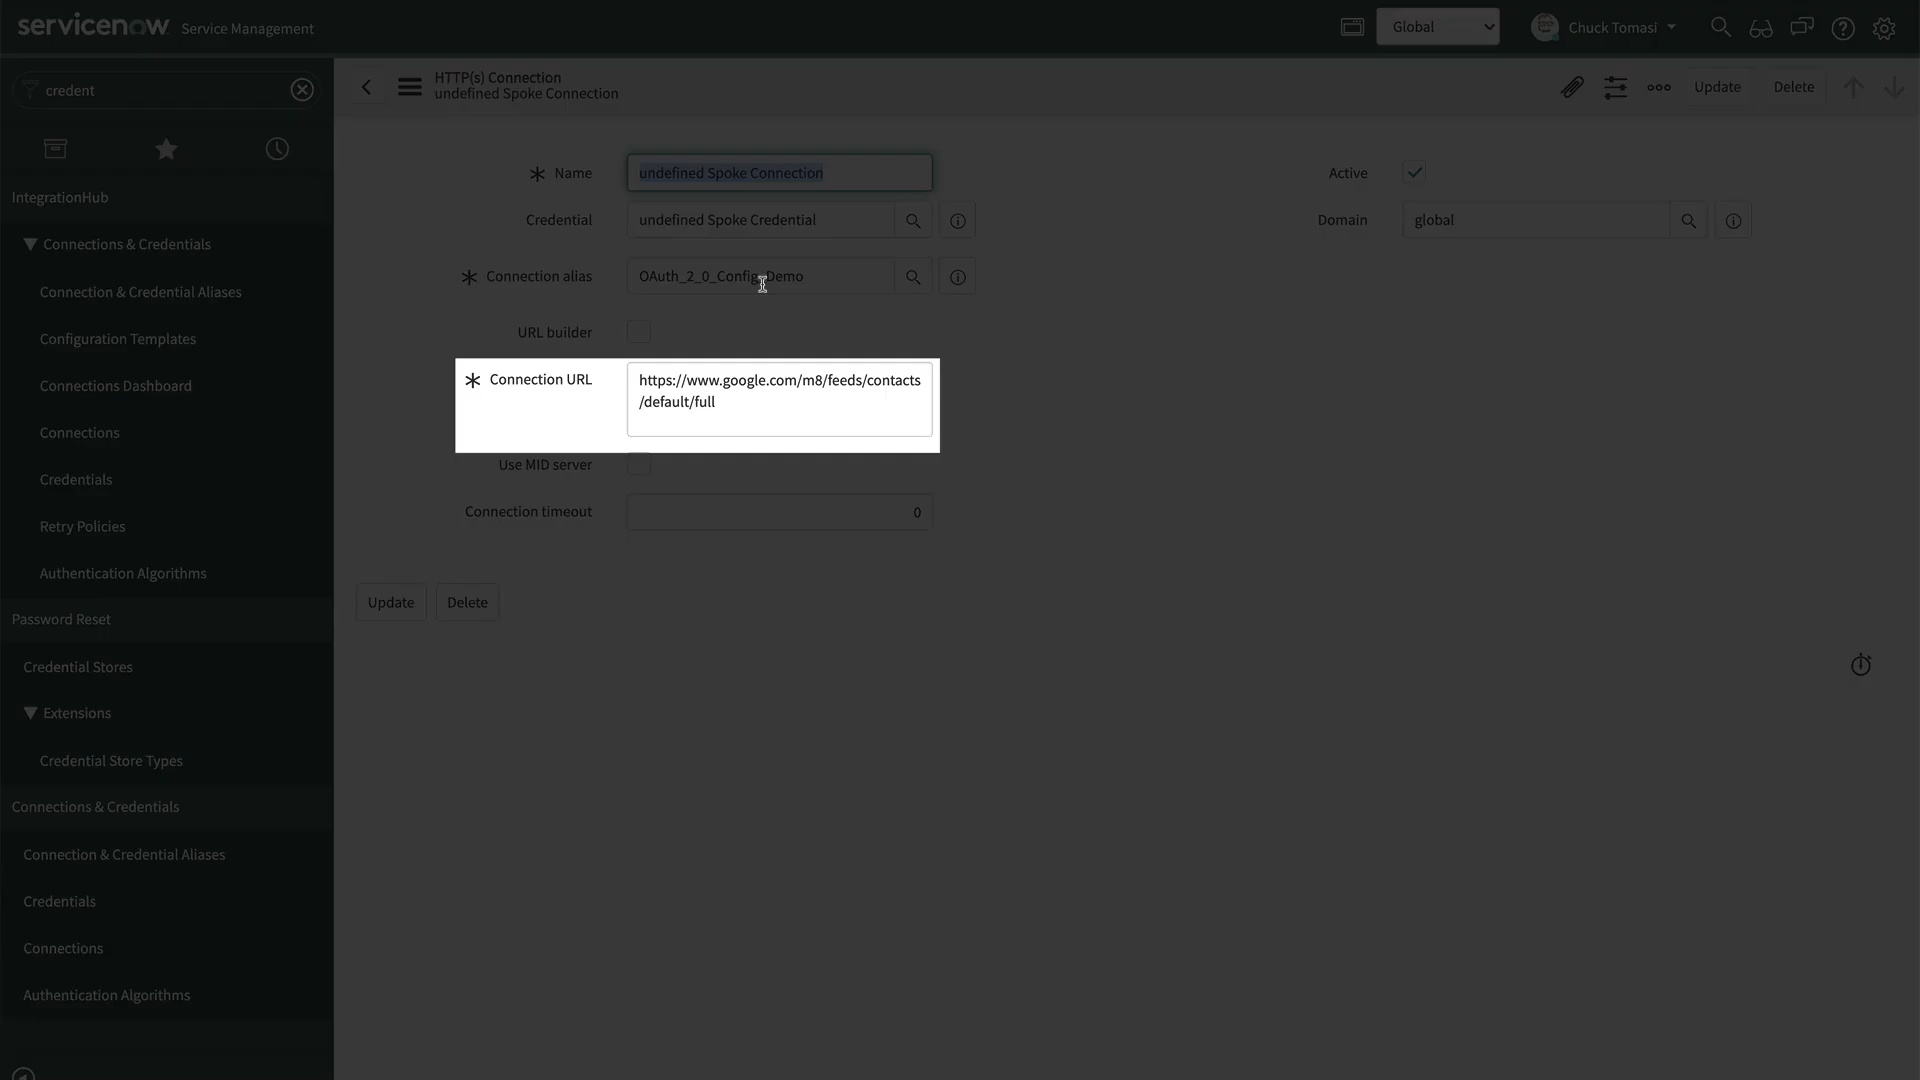 servicenow Service Management
Global
Chuck Tomasi
credent
HTTP(s) Connection
undefined Spoke Connection
Update
Delete
IntegrationHub
Connections & Credentials
Connection & Credential Aliases
Configuration Templates
Connections Dashboard
Connections
Credentials
Retry Policies
Authentication Algorithms
Password Reset
Credential Stores
Extensions
Credential Store Types
Connections & Credentials
Connection & Credential Aliases
Credentials
Connections
Authentication Algorithms
Name undefined Spoke Connection
Active
Credential undefined Spoke Credential
Domain global
Connection alias OAuth_2_0_Config_Demo
URL builder
Connection URL https://www.google.com/m8/feeds/contacts
/default/full
Use MID server
Connection timeout 0
Update Delete